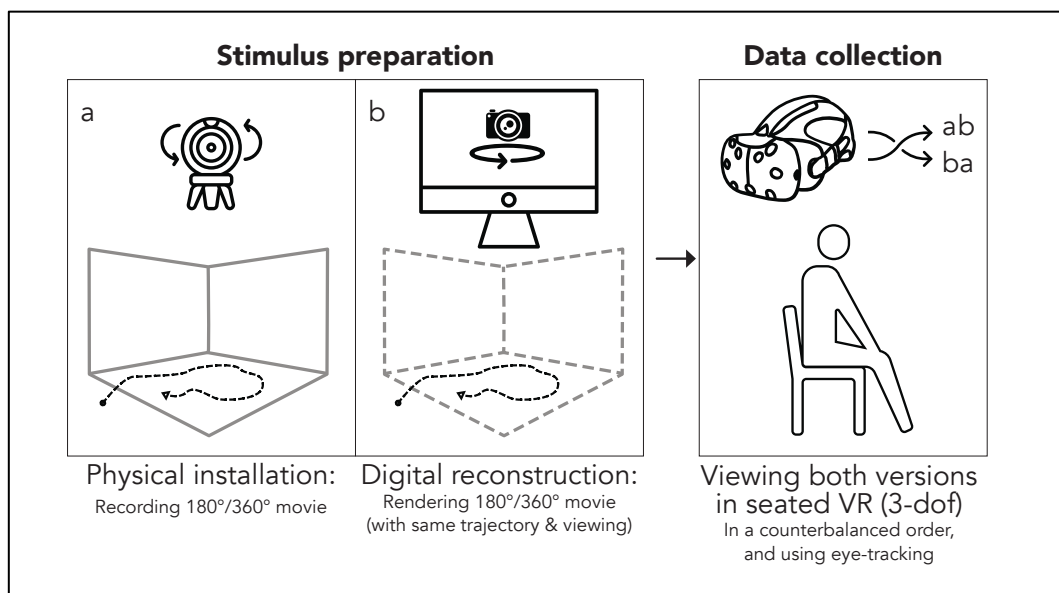 Stimulus preparation
Data collection
a
b
ab
ba
Physical installation:
Recording 180°/360° movie
Digital reconstruction:
Rendering 180°/360° movie
(with same trajectory & viewing)
Viewing both versions
in seated VR (3-dof)
In a counterbalanced order,
and using eye-tracking